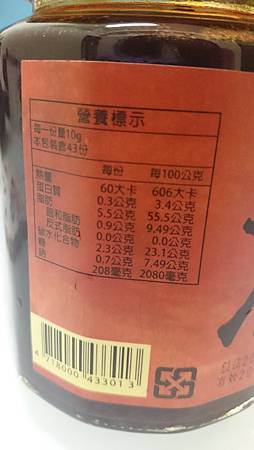 營養標示
每一份量10g
本包裝含43份
每份 每100公克
熱量 60大卡 606大卡
蛋白質 0.3公克 3.4公克
脂肪 5.5公克 55.5公克
飽和脂肪 0.9公克 9.49公克
反式脂肪 0.0公克 0.0公克
碳水化合物 2.3公克 23.1公克
糖 0.7公克 7.49公克
鈉 208毫克 2080毫克
4 718000 433013